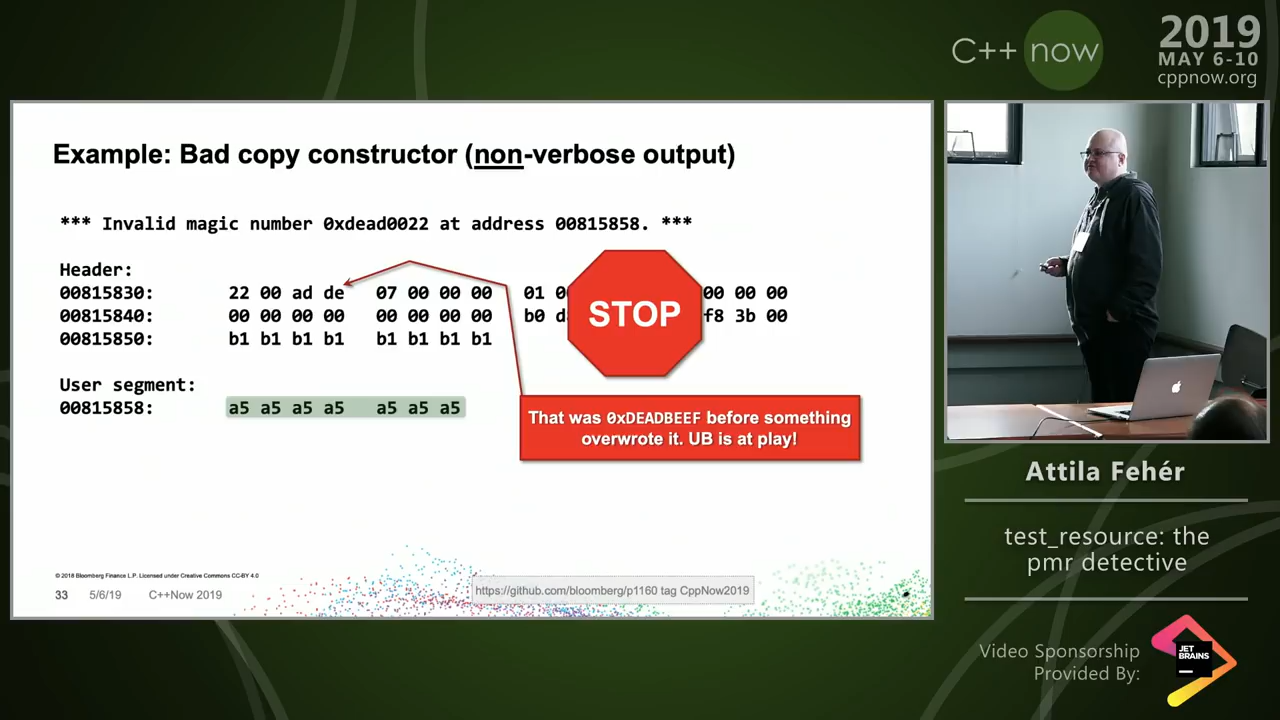 C++ now
2019
MAY 6-10
cppnow.org
Example: Bad copy constructor (non-verbose output)
*** Invalid magic number 0xdead0022 at address 00815858. ***
Header:
00815830: 22 00 ad de 07 00 00 00 01 00 00 00
00815840: 00 00 00 00 00 00 00 00 b0 f8 3b 00
00815850: b1 b1 b1 b1 b1 b1 b1 b1
STOP
User segment:
00815858: a5 a5 a5 a5 a5 a5 a5
That was 0xDEADBEEF before something
overwrote it. UB is at play!
© 2018 Bloomberg Finance L.P. Licensed under Creative Commons CC-BY 4.0
33 5/6/19 C++Now 2019
https://github.com/bloomberg/p1160 tag CppNow2019
Attila Fehér
test_resource: the
pmr detective
Video Sponsorship
Provided By:
JET
BRAINS